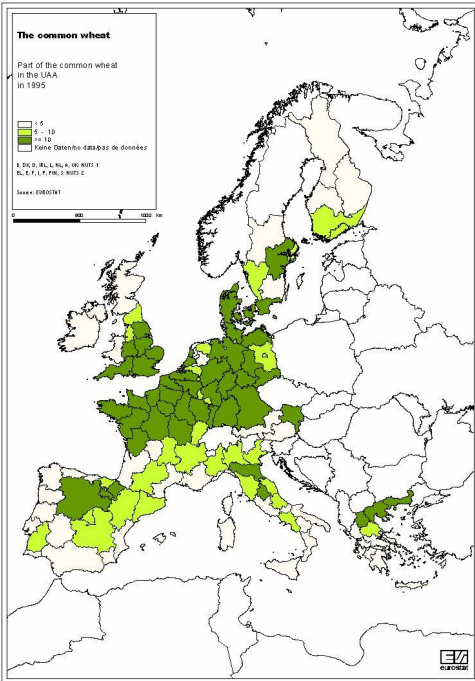 The common wheat
Part of the common wheat
in the UAA
in 1995
< 5
5 - 10
>= 10
Keine Daten/no data/pas de données
B, DK, D, IRL, L, NL, A, UK: NUTS 1
EL, E, F, I, P, FIN, S: NUTS 2
Source: EUROSTAT
0 500 1000 Km
eurostat